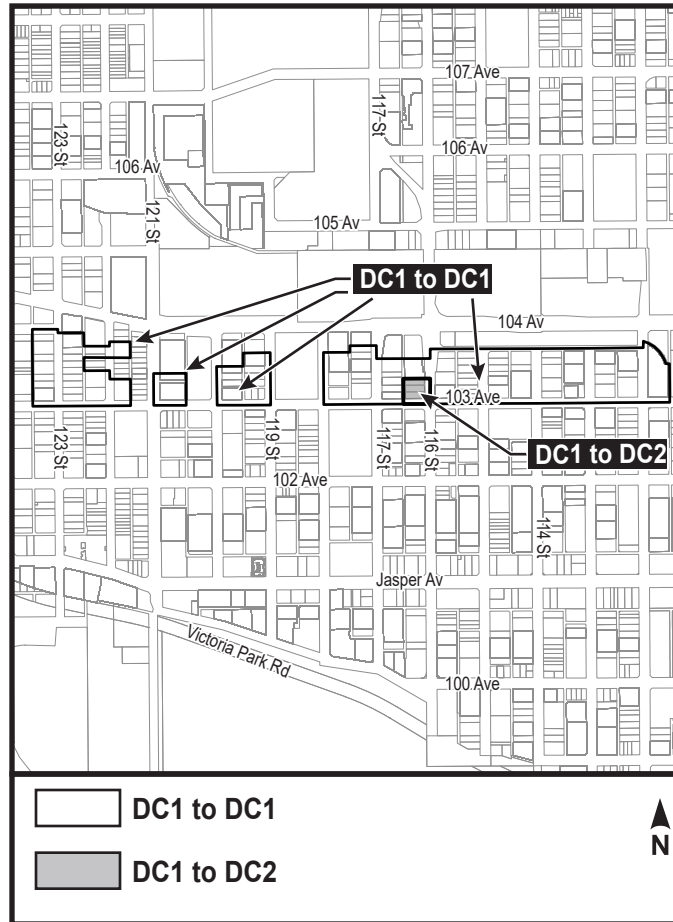 107 Ave
117 St
123 St
106 Av
106 Av
121 St
105 Av
DC1 to DC1
104 Av
103 Ave
123 St
119 St
117 St
116 St
DC1 to DC2
102 Ave
114 St
Jasper Av
Victoria Park Rd
100 Ave
DC1 to DC1
DC1 to DC2
N